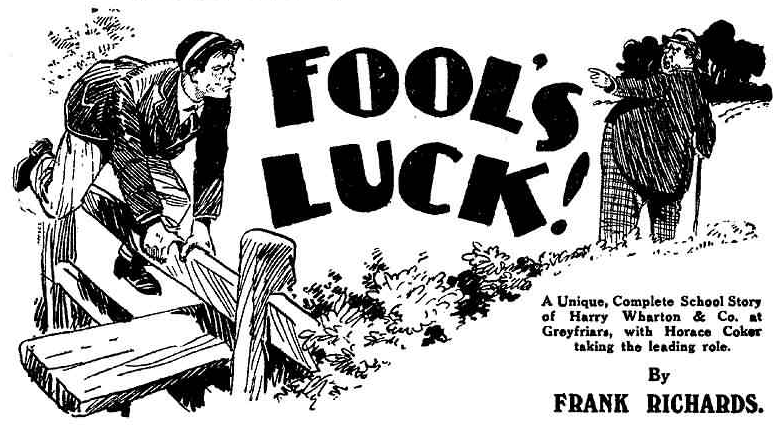 FOOL'S
LUCK!
A Unique, Complete School Story
of Harry Wharton & Co. at
Greyfriars, with Horace Coker
taking the leading role.
By
FRANK RICHARDS.